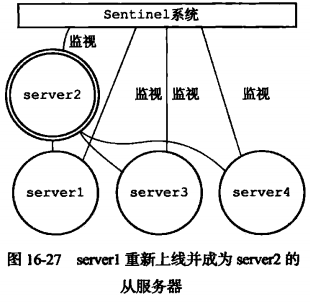 Sentinel系统
监视
server2
监视
监视
监视
server1
server3
server4
图 16-27 server1 重新上线并成为 server2 的
从服务器